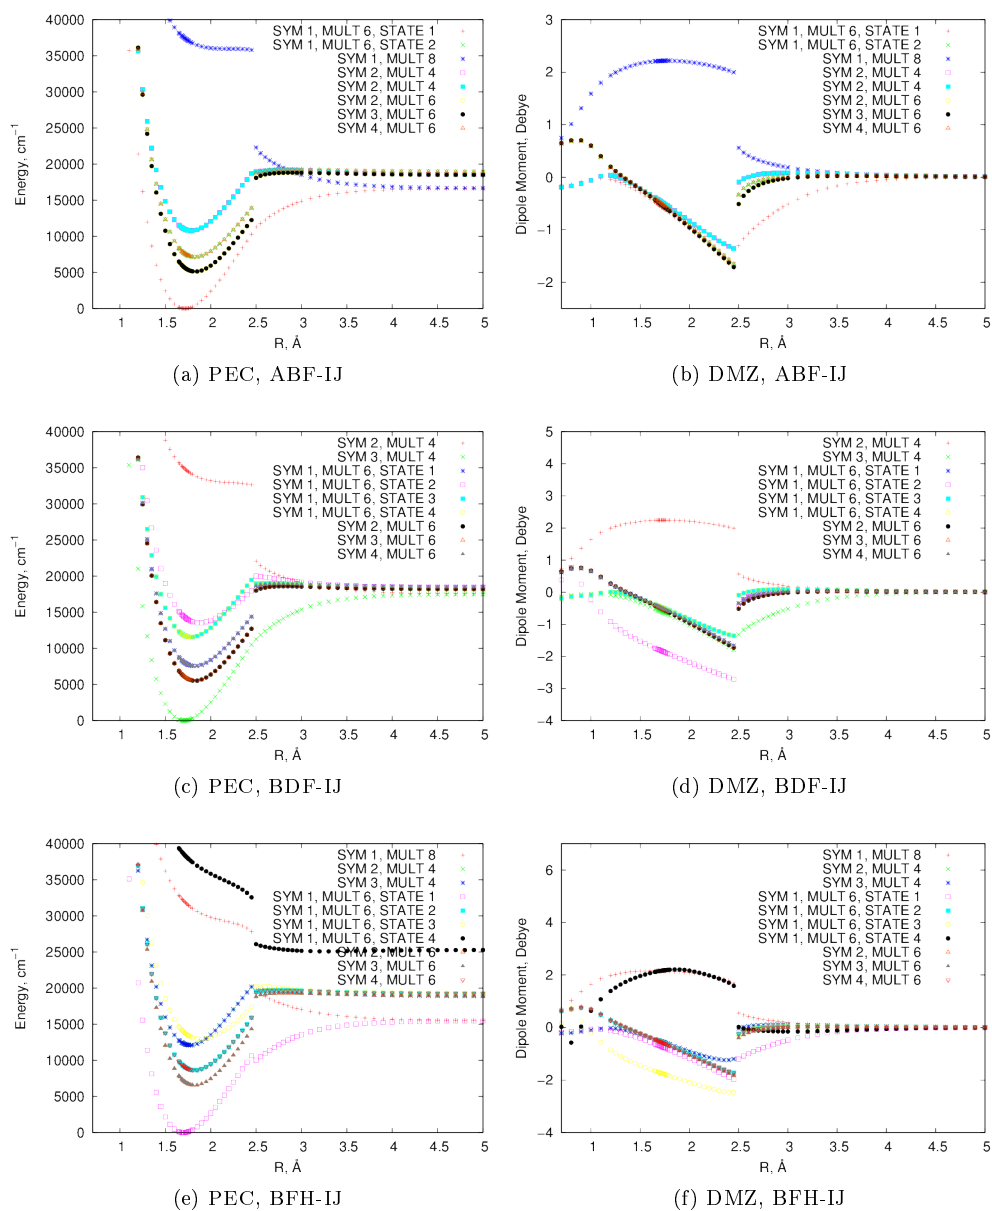 40000
35000
30000
25000
20000
15000
10000
5000
0
1
1.5
2
2.5
3
3.5
4
4.5
5
Energy, cm⁻¹
R, Å
SYM 1, MULT 6, STATE 1
SYM 1, MULT 6, STATE 2
SYM 1, MULT 8
SYM 2, MULT 4
SYM 2, MULT 4
SYM 2, MULT 6
SYM 3, MULT 6
SYM 4, MULT 6
(a) PEC, ABF-IJ
3
2
1
0
-1
-2
1
1.5
2
2.5
3
3.5
4
4.5
5
Dipole Moment, Debye
R, Å
SYM 1, MULT 6, STATE 1
SYM 1, MULT 6, STATE 2
SYM 1, MULT 8
SYM 2, MULT 4
SYM 2, MULT 4
SYM 2, MULT 6
SYM 3, MULT 6
SYM 4, MULT 6
(b) DMZ, ABF-IJ
40000
35000
30000
25000
20000
15000
10000
5000
0
1
1.5
2
2.5
3
3.5
4
4.5
5
Energy, cm⁻¹
R, Å
SYM 2, MULT 4
SYM 3, MULT 4
SYM 1, MULT 6, STATE 1
SYM 1, MULT 6, STATE 2
SYM 1, MULT 6, STATE 3
SYM 1, MULT 6, STATE 4
SYM 2, MULT 6
SYM 3, MULT 6
SYM 4, MULT 6
(c) PEC, BDF-IJ
5
4
3
2
1
0
-1
-2
-3
-4
1
1.5
2
2.5
3
3.5
4
4.5
5
Dipole Moment, Debye
R, Å
SYM 2, MULT 4
SYM 3, MULT 4
SYM 1, MULT 6, STATE 1
SYM 1, MULT 6, STATE 2
SYM 1, MULT 6, STATE 3
SYM 1, MULT 6, STATE 4
SYM 2, MULT 6
SYM 3, MULT 6
SYM 4, MULT 6
(d) DMZ, BDF-IJ
40000
35000
30000
25000
20000
15000
10000
5000
0
1
1.5
2
2.5
3
3.5
4
4.5
5
Energy, cm⁻¹
R, Å
SYM 1, MULT 8
SYM 2, MULT 4
SYM 3, MULT 4
SYM 1, MULT 6, STATE 1
SYM 1, MULT 6, STATE 2
SYM 1, MULT 6, STATE 3
SYM 1, MULT 6, STATE 4
SYM 2, MULT 6
SYM 3, MULT 6
SYM 4, MULT 6
(e) PEC, BFH-IJ
6
4
2
0
-2
-4
1
1.5
2
2.5
3
3.5
4
4.5
5
Dipole Moment, Debye
R, Å
SYM 1, MULT 8
SYM 2, MULT 4
SYM 3, MULT 4
SYM 1, MULT 6, STATE 1
SYM 1, MULT 6, STATE 2
SYM 1, MULT 6, STATE 3
SYM 1, MULT 6, STATE 4
SYM 2, MULT 6
SYM 3, MULT 6
SYM 4, MULT 6
(f) DMZ, BFH-IJ